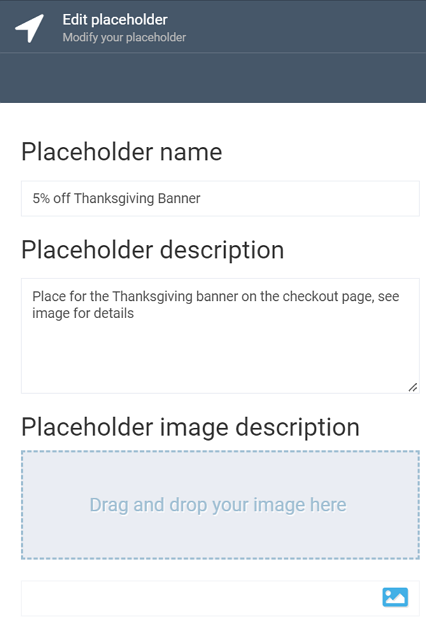 Edit placeholder
Modify your placeholder
Placeholder name
5% off Thanksgiving Banner
Placeholder description
Place for the Thanksgiving banner on the checkout page, see
image for details
Placeholder image description
Drag and drop your image here